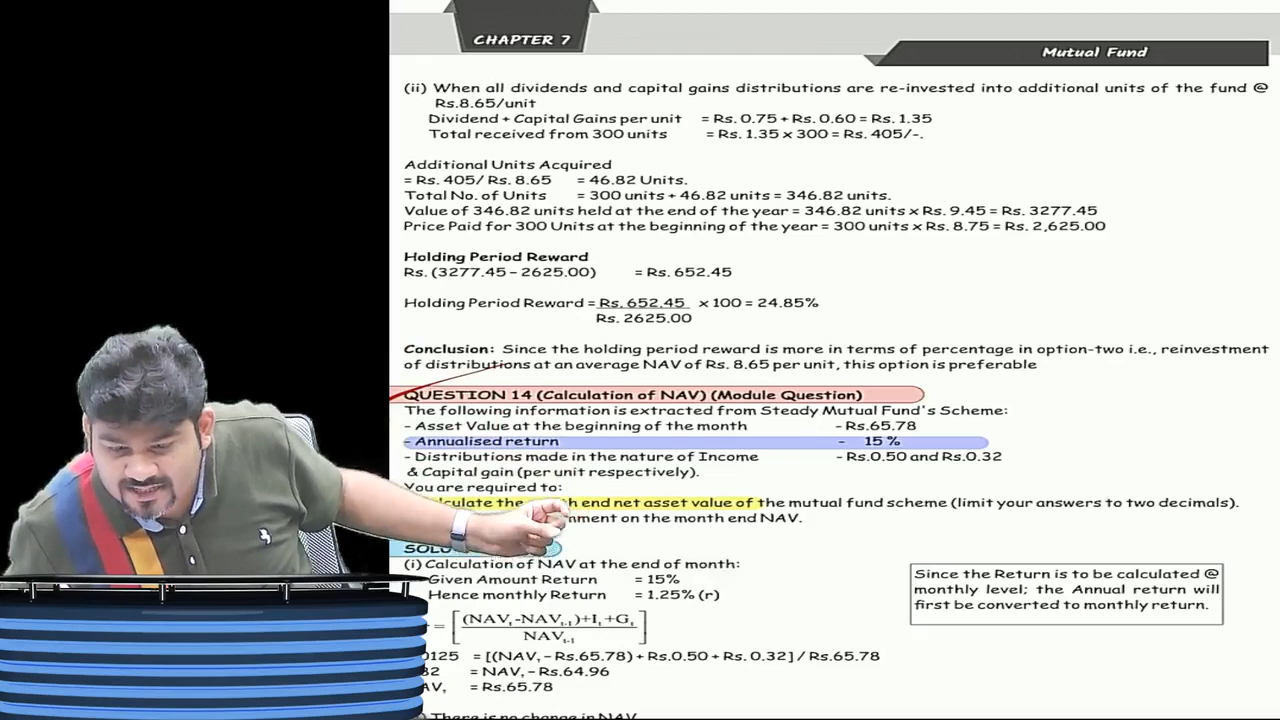 CHAPTER 7
Mutual Fund
(ii) When all dividends and capital gains distributions are re-invested into additional units of the fund @
Rs.8.65/unit
Dividend + Capital Gains per unit = Rs. 0.75 + Rs. 0.60 = Rs. 1.35
Total received from 300 units = Rs. 1.35 x 300 = Rs. 405/-.
Additional Units Acquired
= Rs. 405/ Rs. 8.65 = 46.82 Units.
Total No. of Units = 300 units + 46.82 units = 346.82 units.
Value of 346.82 units held at the end of the year = 346.82 units x Rs. 9.45 = Rs. 3277.45
Price Paid for 300 Units at the beginning of the year = 300 units x Rs. 8.75 = Rs. 2,625.00
Holding Period Reward
Rs. (3277.45 – 2625.00) = Rs. 652.45
Holding Period Reward = Rs. 652.45 x 100 = 24.85%
Rs. 2625.00
Conclusion: Since the holding period reward is more in terms of percentage in option-two i.e., reinvestment
of distributions at an average NAV of Rs. 8.65 per unit, this option is preferable
QUESTION 14 (Calculation of NAV) (Module Question)
The following information is extracted from Steady Mutual Fund's Scheme:
- Asset Value at the beginning of the month - Rs.65.78
- Annualised return - 15 %
- Distributions made in the nature of Income - Rs.0.50 and Rs.0.32
& Capital gain (per unit respectively).
You are required to:
the end net asset value of the mutual fund scheme (limit your answers to two decimals).
on the month end NAV.
(i) Calculation of NAV at the end of month:
Given Amount Return = 15%
Hence monthly Return = 1.25% (r)
Since the Return is to be calculated @
monthly level; the Annual return will
first be converted to monthly return.
= [(NAVt -NAVt-1)+It+Gt
NAVt-1]
= [(NAVt – Rs.65.78) + Rs.0.50 + Rs. 0.32] / Rs.65.78
= NAVt – Rs.64.96
= Rs.65.78
There is no change in NAV